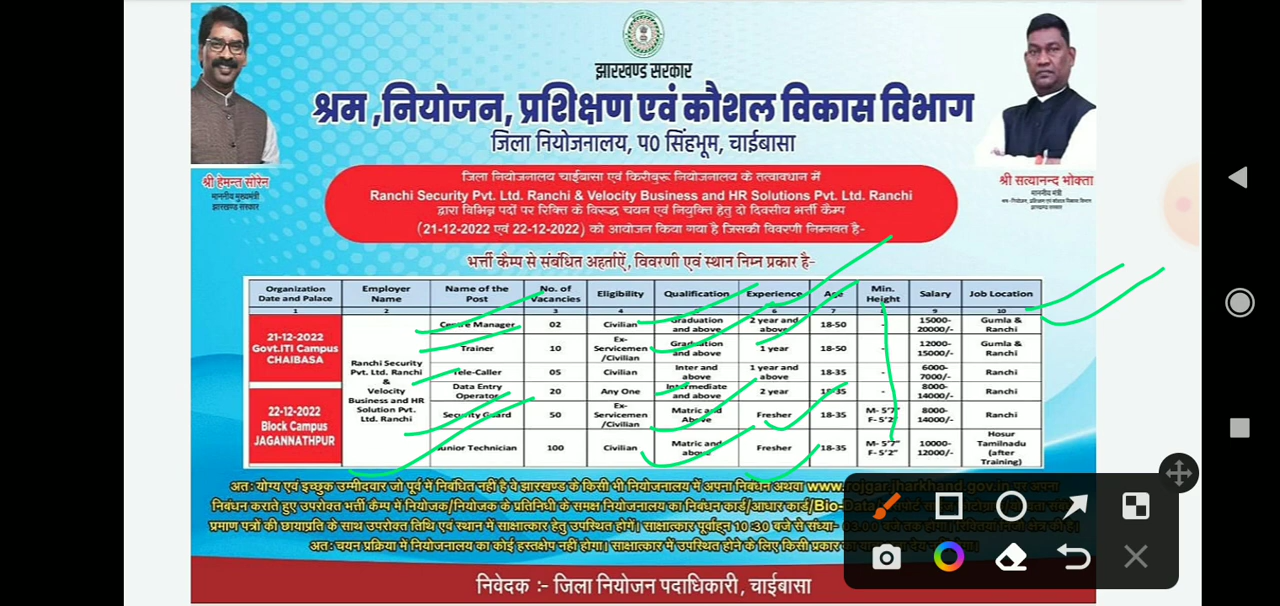 झारखण्ड सरकार
श्रम ,नियोजन, प्रशिक्षण एवं कौशल विकास विभाग
जिला नियोजनालय, प0 सिंहभूम, चाईबासा
श्री हेमन्त सोरेन
माननीय मुख्यमंत्री
झारखण्ड सरकार
श्री सत्यानन्द भोक्ता
माननीय मंत्री
जिला नियोजनालय चाईबासा एवं किरीबुरू नियोजनालय के तत्वाधान में
Ranchi Security Pvt. Ltd. Ranchi & Velocity Business and HR Solutions Pvt. Ltd. Ranchi
द्वारा विभिन्न पदों पर रिक्ति के विरूद्ध चयन एवं नियुक्ति हेतु दो दिवसीय भर्ती कैम्प
(21-12-2022 एवं 22-12-2022) को आयोजन किया गया है जिसकी विवरणी निम्नवत है-
भर्त्ती कैम्प से संबंधित अहर्ताऐं, विवरणी एवं स्थान निम्न प्रकार है-
Organization Date and Palace | Employer Name | Name of the Post | No. of Vacancies | Eligibility | Qualification | Experience | Age | Min. Height | Salary | Job Location
1 2 3 4 5 6 7 8 9 10
21-12-2022
Govt.ITI Campus
CHAIBASA
22-12-2022
Block Campus
JAGANNATHPUR
Ranchi Security
Pvt. Ltd. Ranchi
&
Velocity
Business and HR
Solution Pvt.
Ltd. Ranchi
Centre Manager | 02 | Civilian | Graduation and above | 2 year and above | 18-50 | - | 15000-20000/- | Gumla & Ranchi
Trainer | 10 | Ex-Servicemen /Civilian | Graduation and above | 1 year | 18-50 | - | 12000-15000/- | Gumla & Ranchi
Tele-Caller | 05 | Civilian | Inter and above | 1 year and above | 18-35 | - | 6000-7000/- | Ranchi
Data Entry Operator | 20 | Any One | Intermediate and above | 2 year | 18-35 | - | 8000-14000/- | Ranchi
Security Guard | 50 | Ex-Servicemen /Civilian | Matric and Above | Fresher | 18-35 | M- 5'7" F- 5'2" | 8000-14000/- | Ranchi
Junior Technician | 100 | Civilian | Matric and above | Fresher | 18-35 | M- 5'7" F- 5'2" | 10000-12000/- | Hosur Tamilnadu (after Training)
अतः योग्य एवं इच्छुक उम्मीदवार जो पूर्व में निबंधित नहीं है वे झारखण्ड के किसी भी नियोजनालय में अपना निबंधन अथवा www.rojgar.jharkhand.gov.in पर अपना
निबंधन कराते हुए उपरोक्त भर्त्ती कैम्प में नियोजक/नियोजक के प्रतिनिधी के समक्ष नियोजनालय का निबंधन कार्ड/आधार कार्ड/Bio-Data
प्रमाण पत्रों की छायाप्रति के साथ उपरोक्त तिथि एवं स्थान में साक्षात्कार हेतु उपस्थित होगें। साक्षात्कार पूर्वाहन् 10 :30 बजे से संध्या- 03:00 बजे तक होगा।
अतः चयन प्रक्रिया में नियोजनालय का कोई हस्तक्षेप नहीं होगा। साक्षात्कार में उपस्थित होने के लिए किसी प्रकार का
निवेदक :- जिला नियोजन पदाधिकारी, चाईबासा